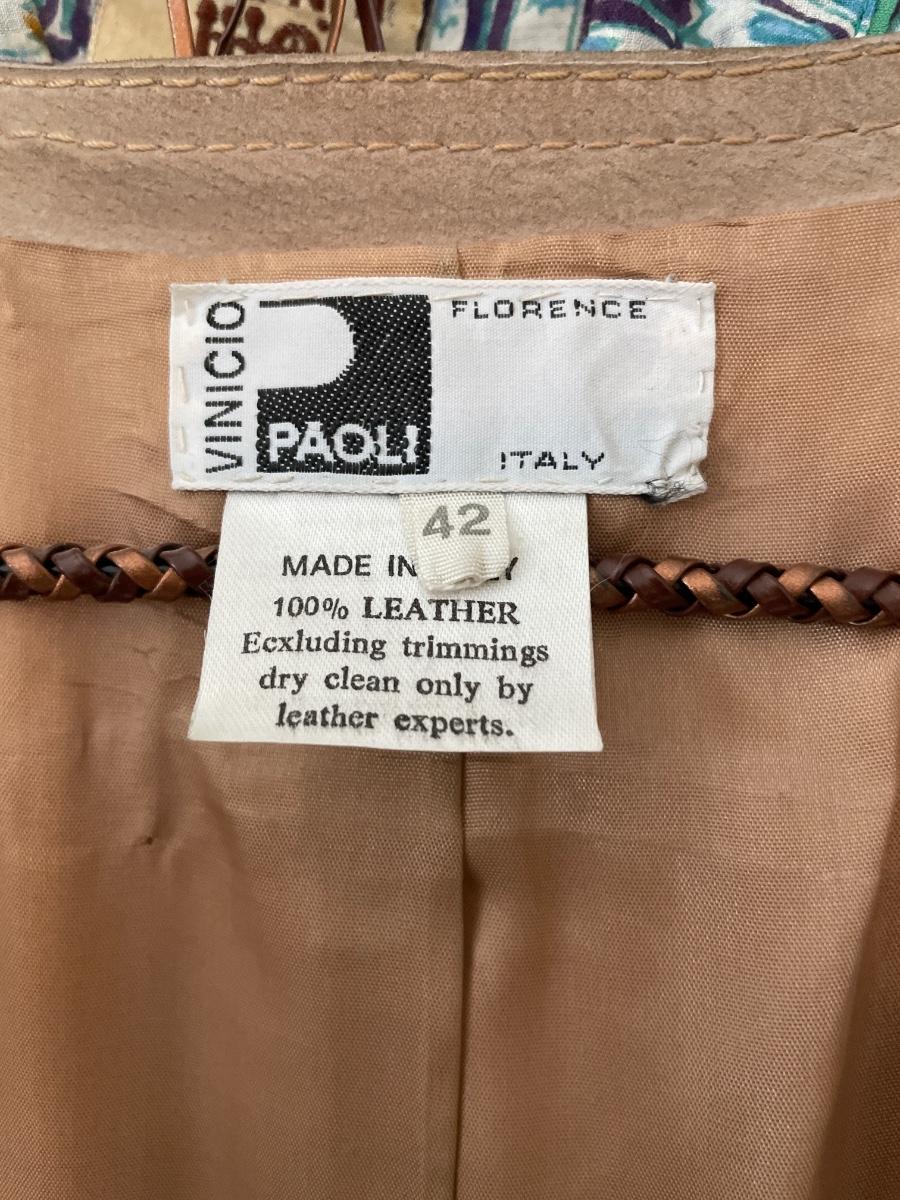 VINICIO
PAOLI
FLORENCE
ITALY
42
MADE IN
100% LEATHER
Ecxluding trimmings
dry clean only by
leather experts.